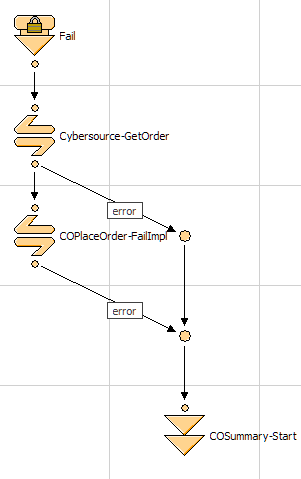 Fail
Cybersource-GetOrder
error
COPlaceOrder-FailImpl
error
COSummary-Start